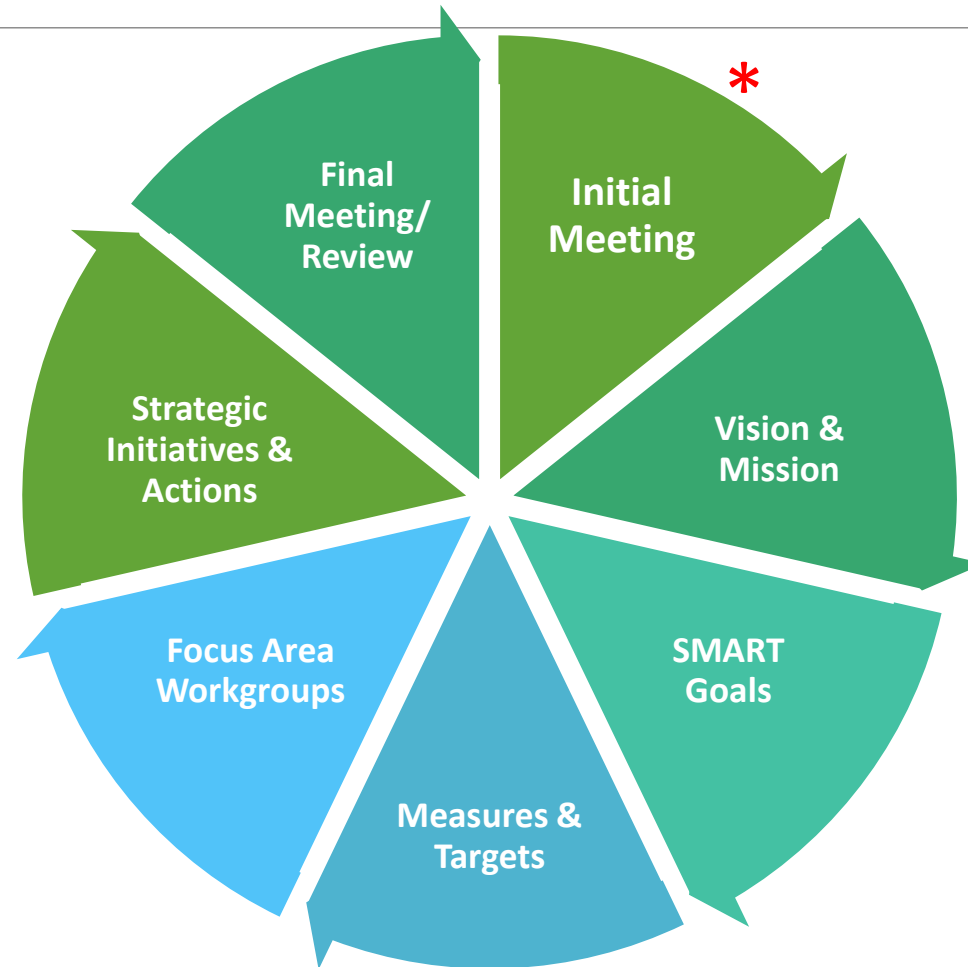 *
Initial
Meeting
Vision &
Mission
SMART
Goals
Measures &
Targets
Focus Area
Workgroups
Strategic
Initiatives &
Actions
Final
Meeting/
Review